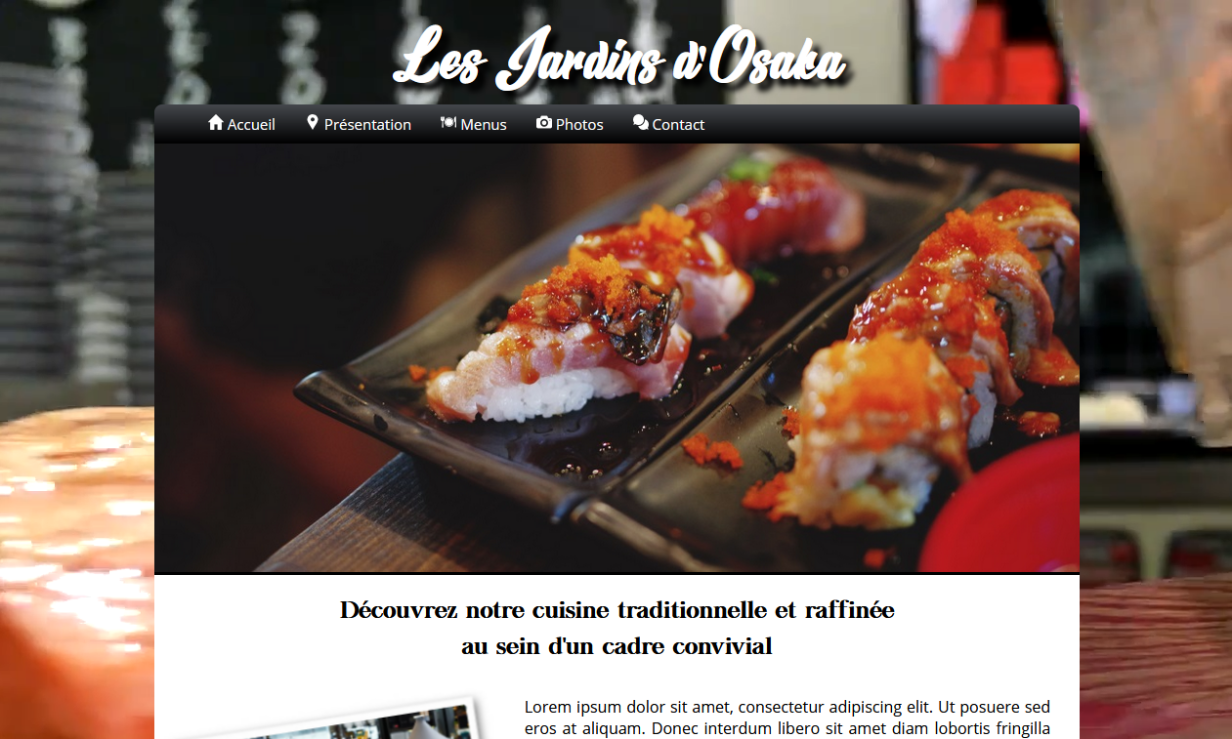 Les Jardins d'Osaka
Accueil Présentation Menus Photos Contact
Découvrez notre cuisine traditionnelle et raffinée
au sein d'un cadre convivial
Lorem ipsum dolor sit amet, consectetur adipiscing elit. Ut posuere sed
eros at aliquam. Donec interdum libero sit amet diam lobortis fringilla